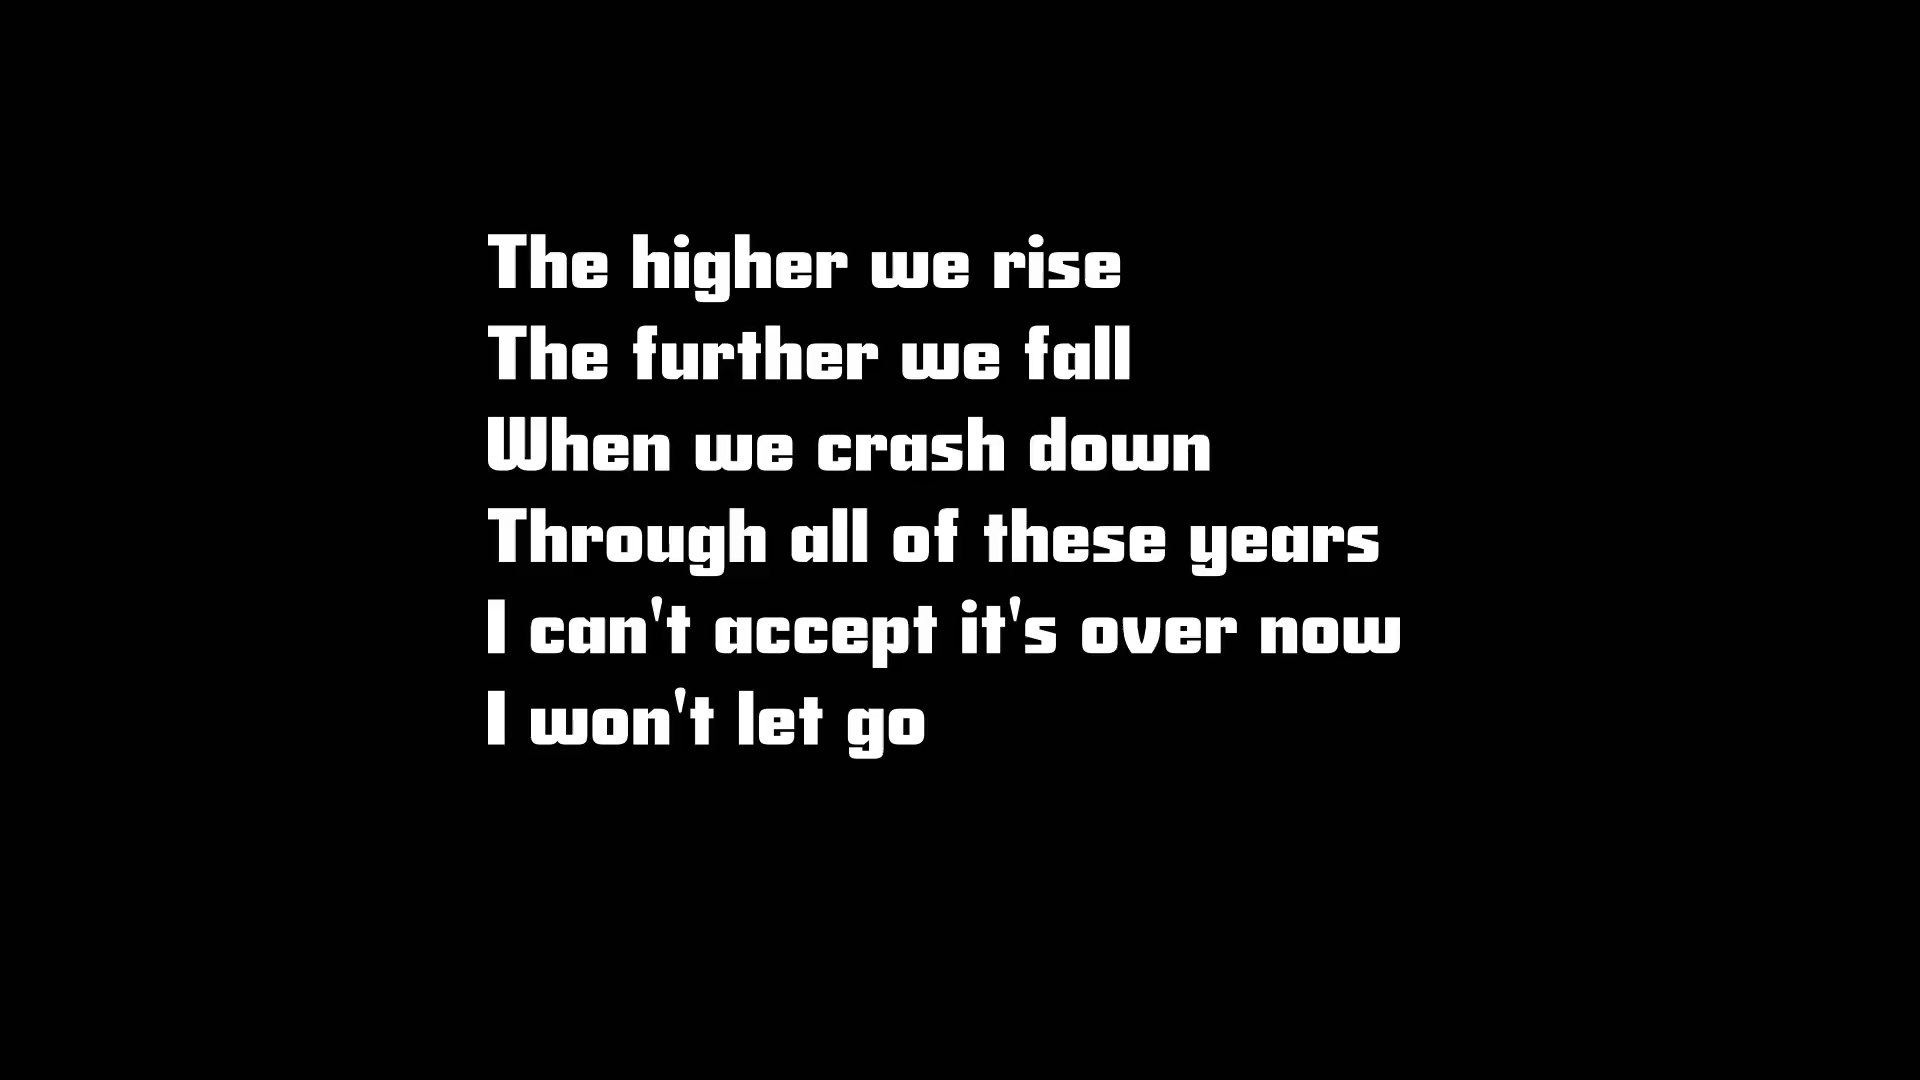 The higher we rise
The further we fall
When we crash down
Through all of these years
I can't accept it's over now
I won't let go